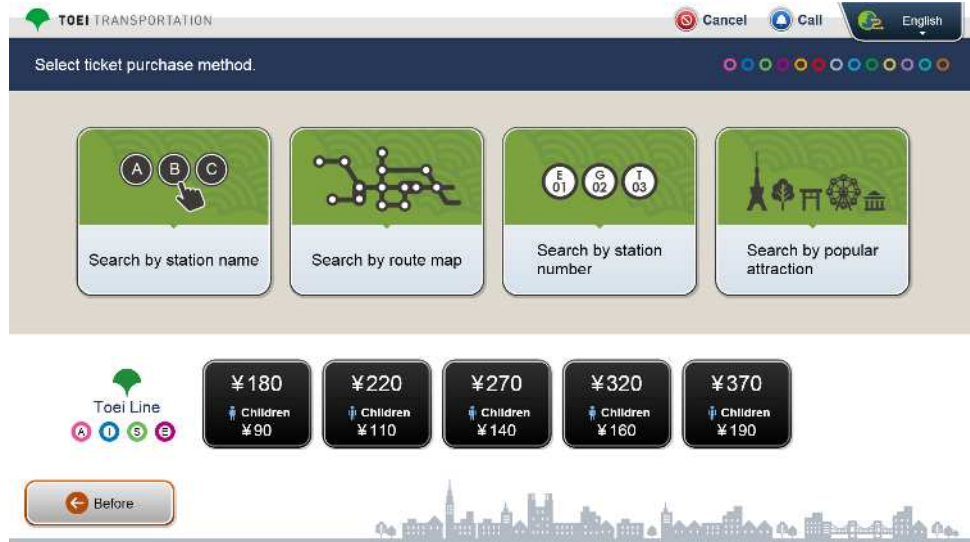 TOEI TRANSPORTATION
Cancel
Call
English
Select ticket purchase method.
A B C
E 01
G 02
T 03
Search by station name
Search by route map
Search by station
number
Search by popular
attraction
Toei Line
A I S E
¥180
Children
¥90
¥220
Children
¥110
¥270
Children
¥140
¥320
Children
¥160
¥370
Children
¥190
Before